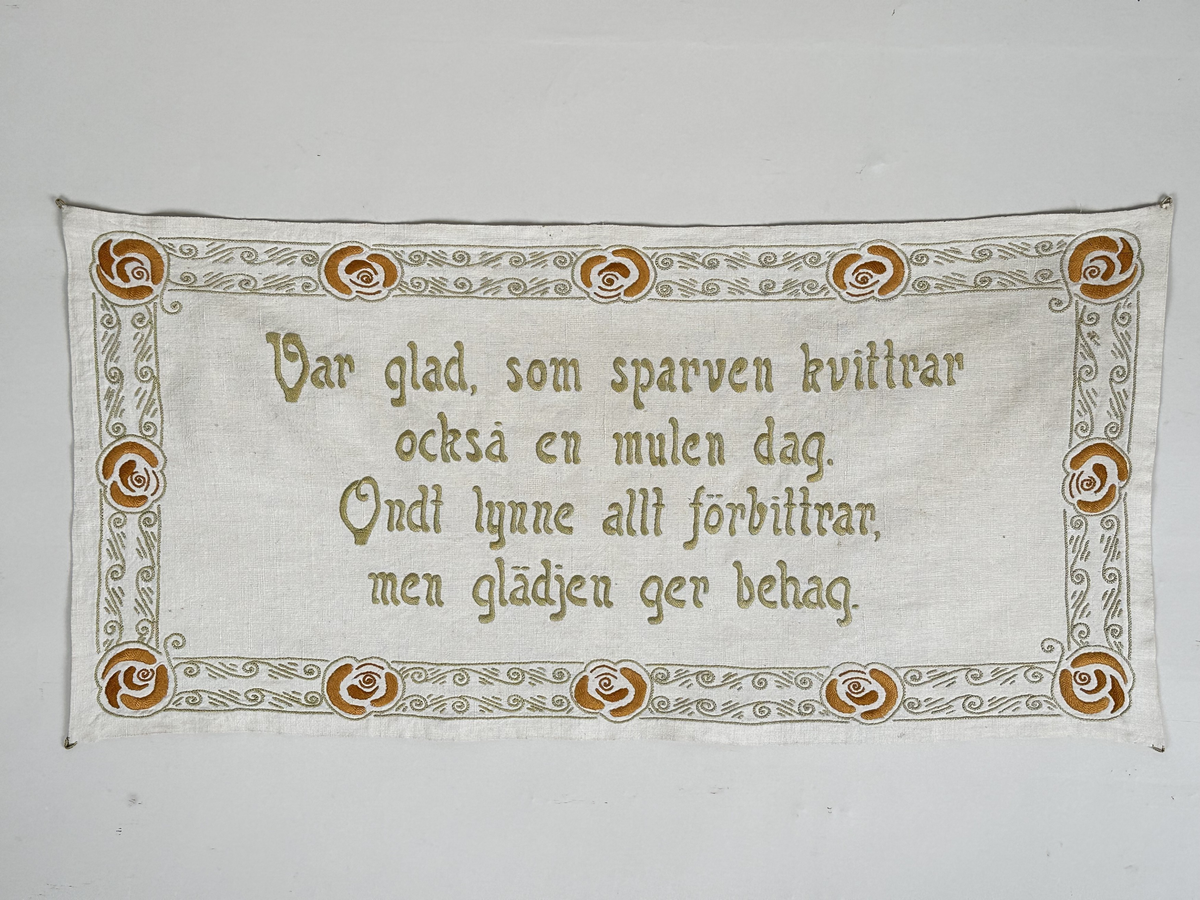 Var glad, som sparven kvittrar
också en mulen dag.
Ondt lynne allt förbittrar,
men glädjen ger behag.